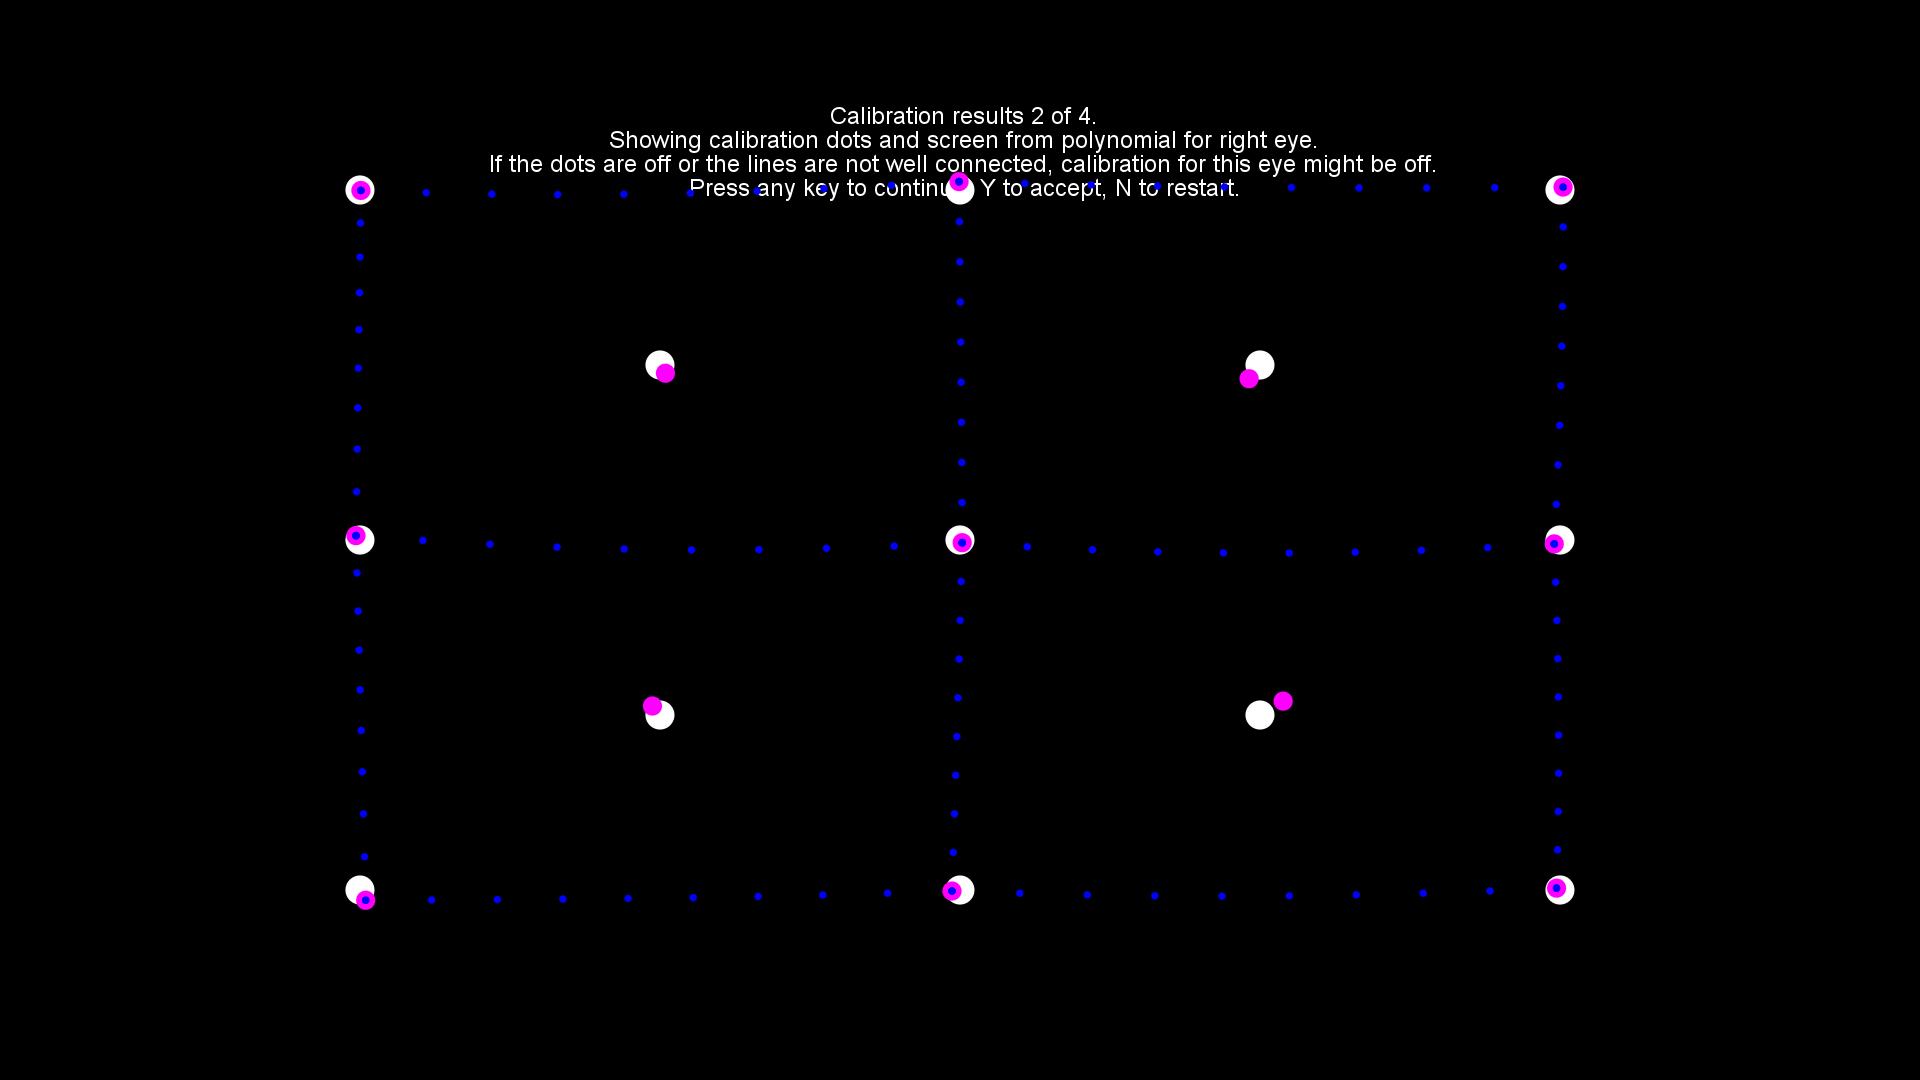 Calibration results 2 of 4.
Showing calibration dots and screen from polynomial for right eye.
If the dots are off or the lines are not well connected, calibration for this eye might be off.
Press any key to continue, Y to accept, N to restart.